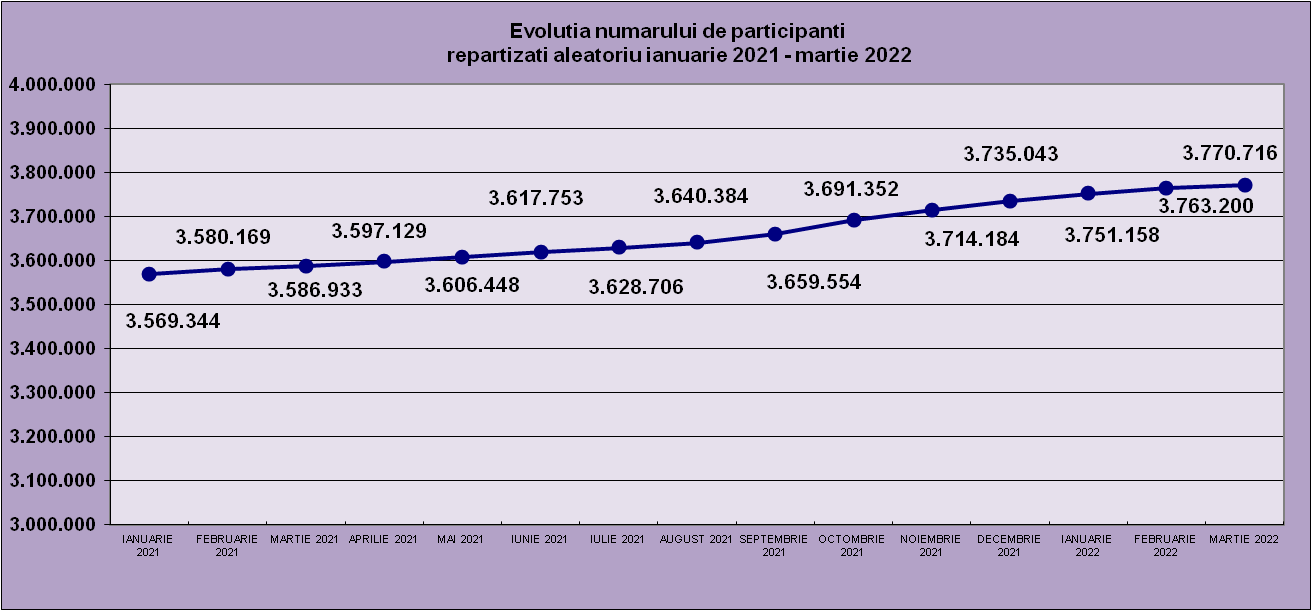 Evolutia numarului de participanti
repartizati aleatoriu ianuarie 2021 - martie 2022
4.000.000
3.900.000
3.800.000
3.700.000
3.600.000
3.500.000
3.400.000
3.300.000
3.200.000
3.100.000
3.000.000
3.569.344
3.580.169
3.586.933
3.597.129
3.606.448
3.617.753
3.628.706
3.640.384
3.659.554
3.691.352
3.714.184
3.735.043
3.751.158
3.763.200
3.770.716
IANUARIE
2021
FEBRUARIE
2021
MARTIE 2021
APRILIE 2021
MAI 2021
IUNIE 2021
IULIE 2021
AUGUST 2021
SEPTEMBRIE
2021
OCTOMBRIE
2021
NOIEMBRIE
2021
DECEMBRIE
2021
IANUARIE
2022
FEBRUARIE
2022
MARTIE 2022